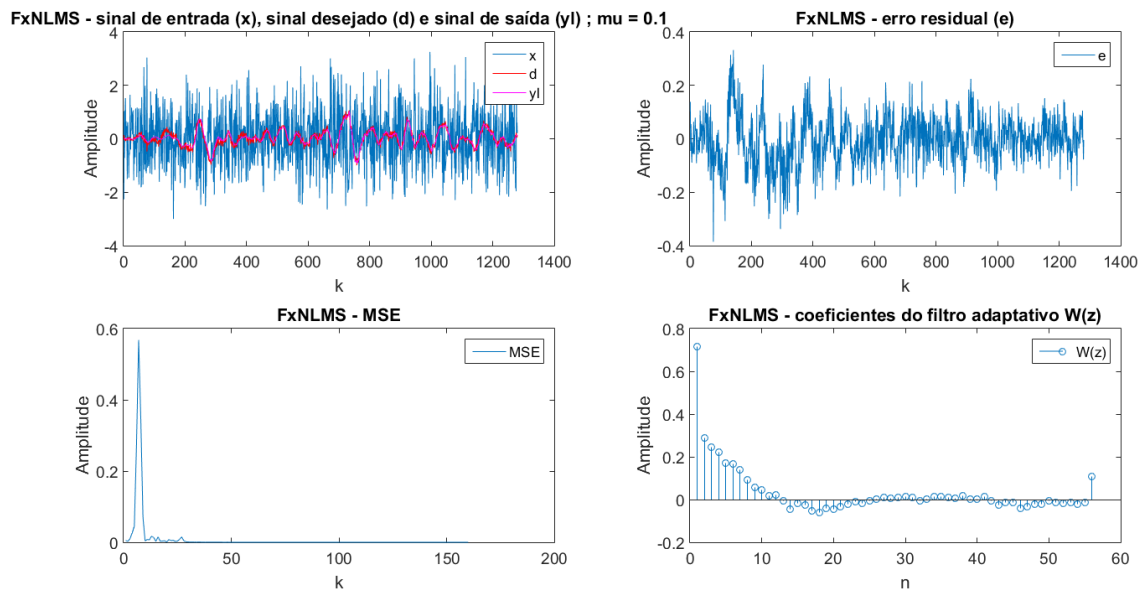 FxNLMS - sinal de entrada (x), sinal desejado (d) e sinal de saída (yl) ; mu = 0.1
4
2
0
-2
-4
Amplitude
x
d
yl
0 200 400 600 800 1000 1200 1400
k
FxNLMS - erro residual (e)
0.4
0.2
0
-0.2
-0.4
Amplitude
e
0 200 400 600 800 1000 1200 1400
k
FxNLMS - MSE
0.6
0.4
0.2
0
Amplitude
MSE
0 50 100 150 200
k
FxNLMS - coeficientes do filtro adaptativo W(z)
0.8
0.6
0.4
0.2
0
-0.2
Amplitude
W(z)
0 10 20 30 40 50 60
n